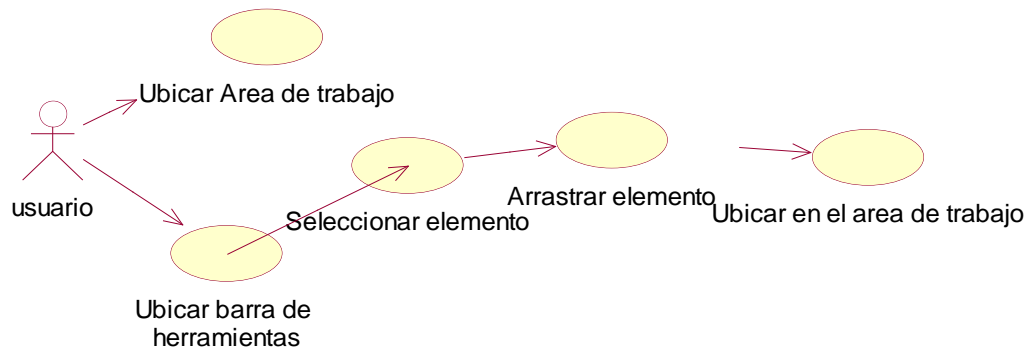 Ubicar Area de trabajo
usuario
Seleccionar elemento
Arrastrar elemento
Ubicar en el area de trabajo
Ubicar barra de
herramientas